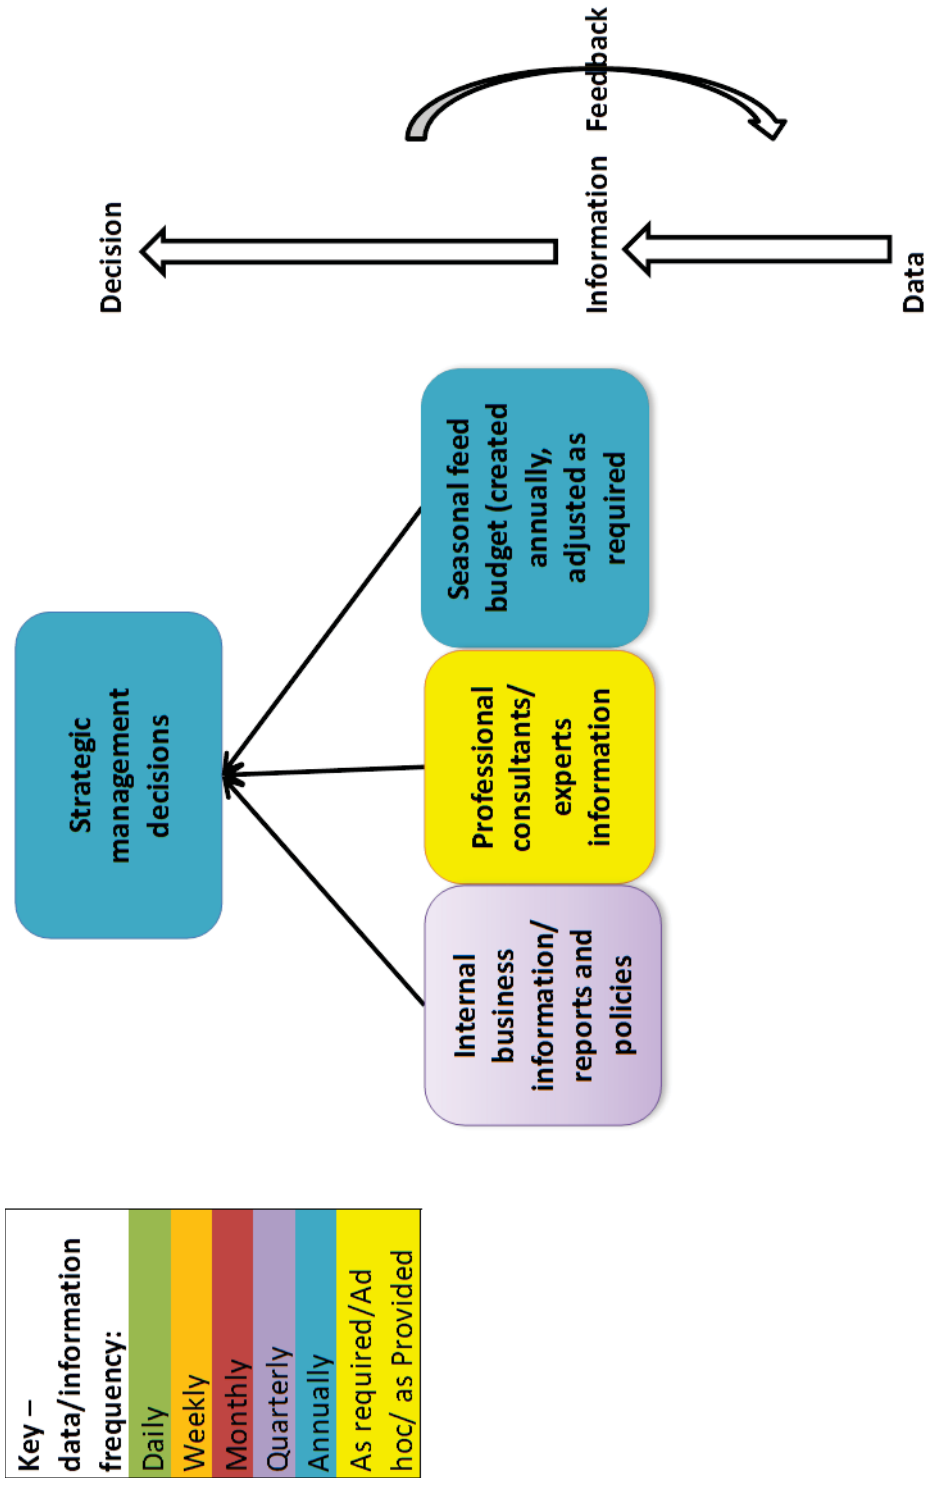 Key –
data/information
frequency:
Daily
Weekly
Monthly
Quarterly
Annually
As required/Ad
hoc/ as Provided
Strategic
management
decisions
Internal
business
information/
reports and
policies
Professional
consultants/
experts
information
Seasonal feed
budget (created
annually,
adjusted as
required
Decision
Information
Feedback
Data